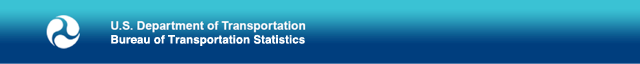 U.S. Department of Transportation
Bureau of Transportation Statistics